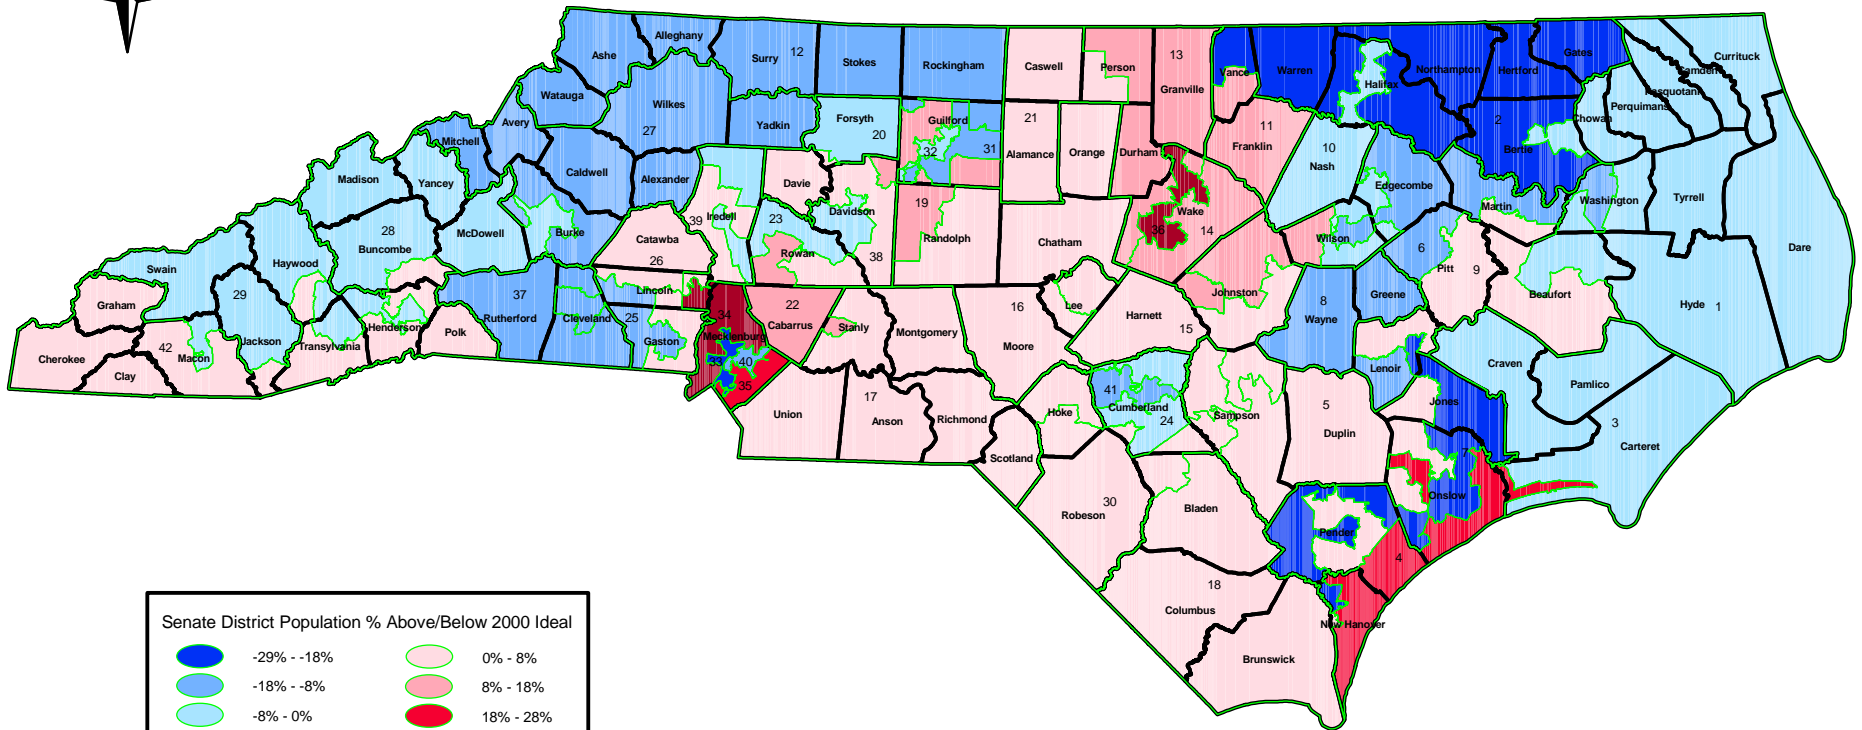 Alleghany
Ashe
Surry
12
Stokes
Rockingham
Caswell
Person
13
Granville
Vance
Warren
Halifax
Northampton
Hertford
Gates
Currituck
Camden
Pasquotank
Perquimans
Chowan
Watauga
Wilkes
27
Avery
Mitchell
Yadkin
Forsyth
20
Guilford
32
31
21
Alamance
Orange
Durham
11
Franklin
10
Nash
2
Bertie
Madison
Yancey
Caldwell
Alexander
Davie
Davidson
19
Randolph
Chatham
Wake
36
14
Edgecombe
Martin
Washington
Tyrrell
Dare
28
Buncombe
McDowell
Burke
39
Iredell
23
Rowan
38
Catawba
26
Wilson
6
Pitt
9
Beaufort
Hyde
1
Swain
Haywood
29
Graham
Jackson
Henderson
Transylvania
Polk
37
Rutherford
Cleveland
Lincoln
25
Gaston
34
Mecklenburg
33
40
35
22
Cabarrus
Stanly
Montgomery
16
Moore
Lee
Harnett
15
Johnston
8
Wayne
Greene
Lenoir
Craven
Pamlico
Jones
3
Carteret
Cherokee
Clay
42
Macon
Union
17
Anson
Richmond
Scotland
Hoke
41
Cumberland
24
Sampson
5
Duplin
7
Onslow
Robeson
30
Bladen
Pender
4
18
Columbus
New Hanover
Brunswick
Senate District Population % Above/Below 2000 Ideal
-29% - -18%
0% - 8%
-18% - -8%
8% - 18%
-8% - 0%
18% - 28%